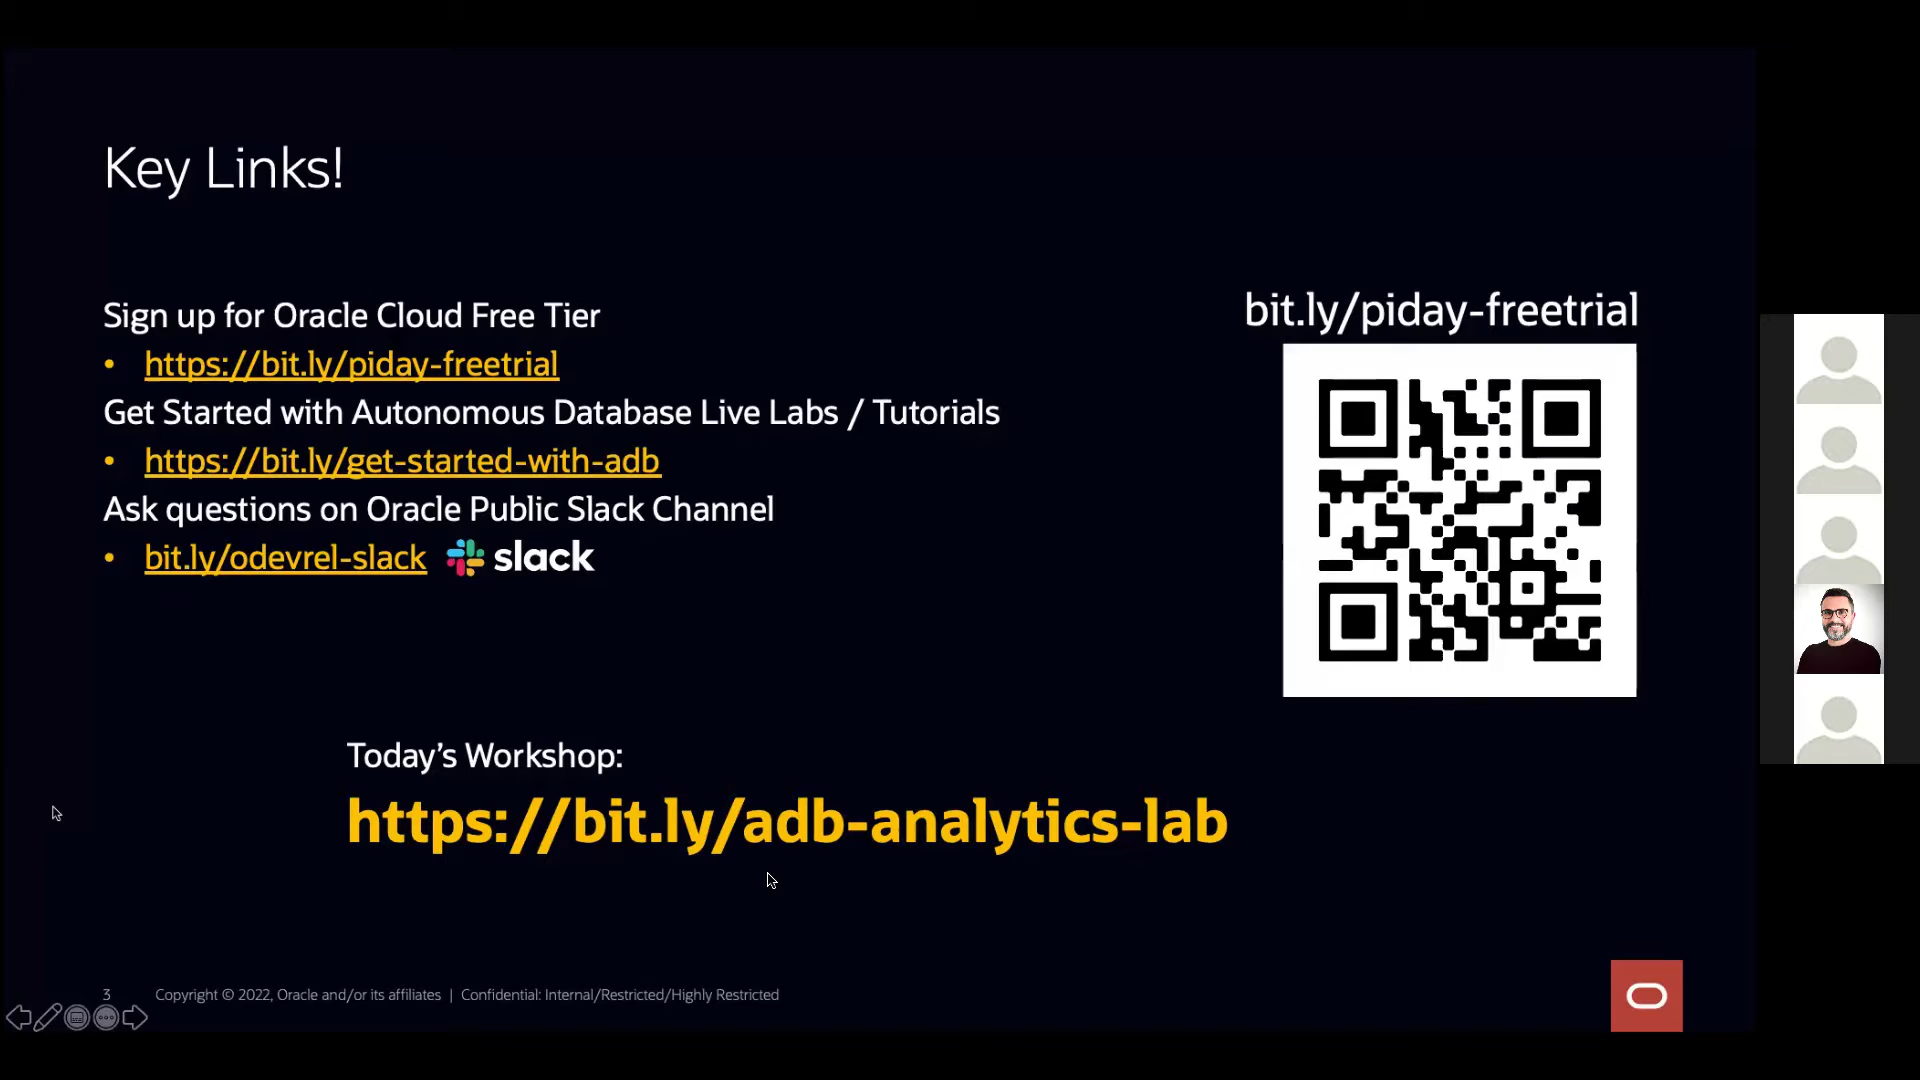 Key Links!
Sign up for Oracle Cloud Free Tier
• https://bit.ly/piday-freetrial
Get Started with Autonomous Database Live Labs / Tutorials
• https://bit.ly/get-started-with-adb
Ask questions on Oracle Public Slack Channel
• bit.ly/odevrel-slack slack
bit.ly/piday-freetrial
Today's Workshop:
https://bit.ly/adb-analytics-lab
3 Copyright © 2022, Oracle and/or its affiliates | Confidential: Internal/Restricted/Highly Restricted